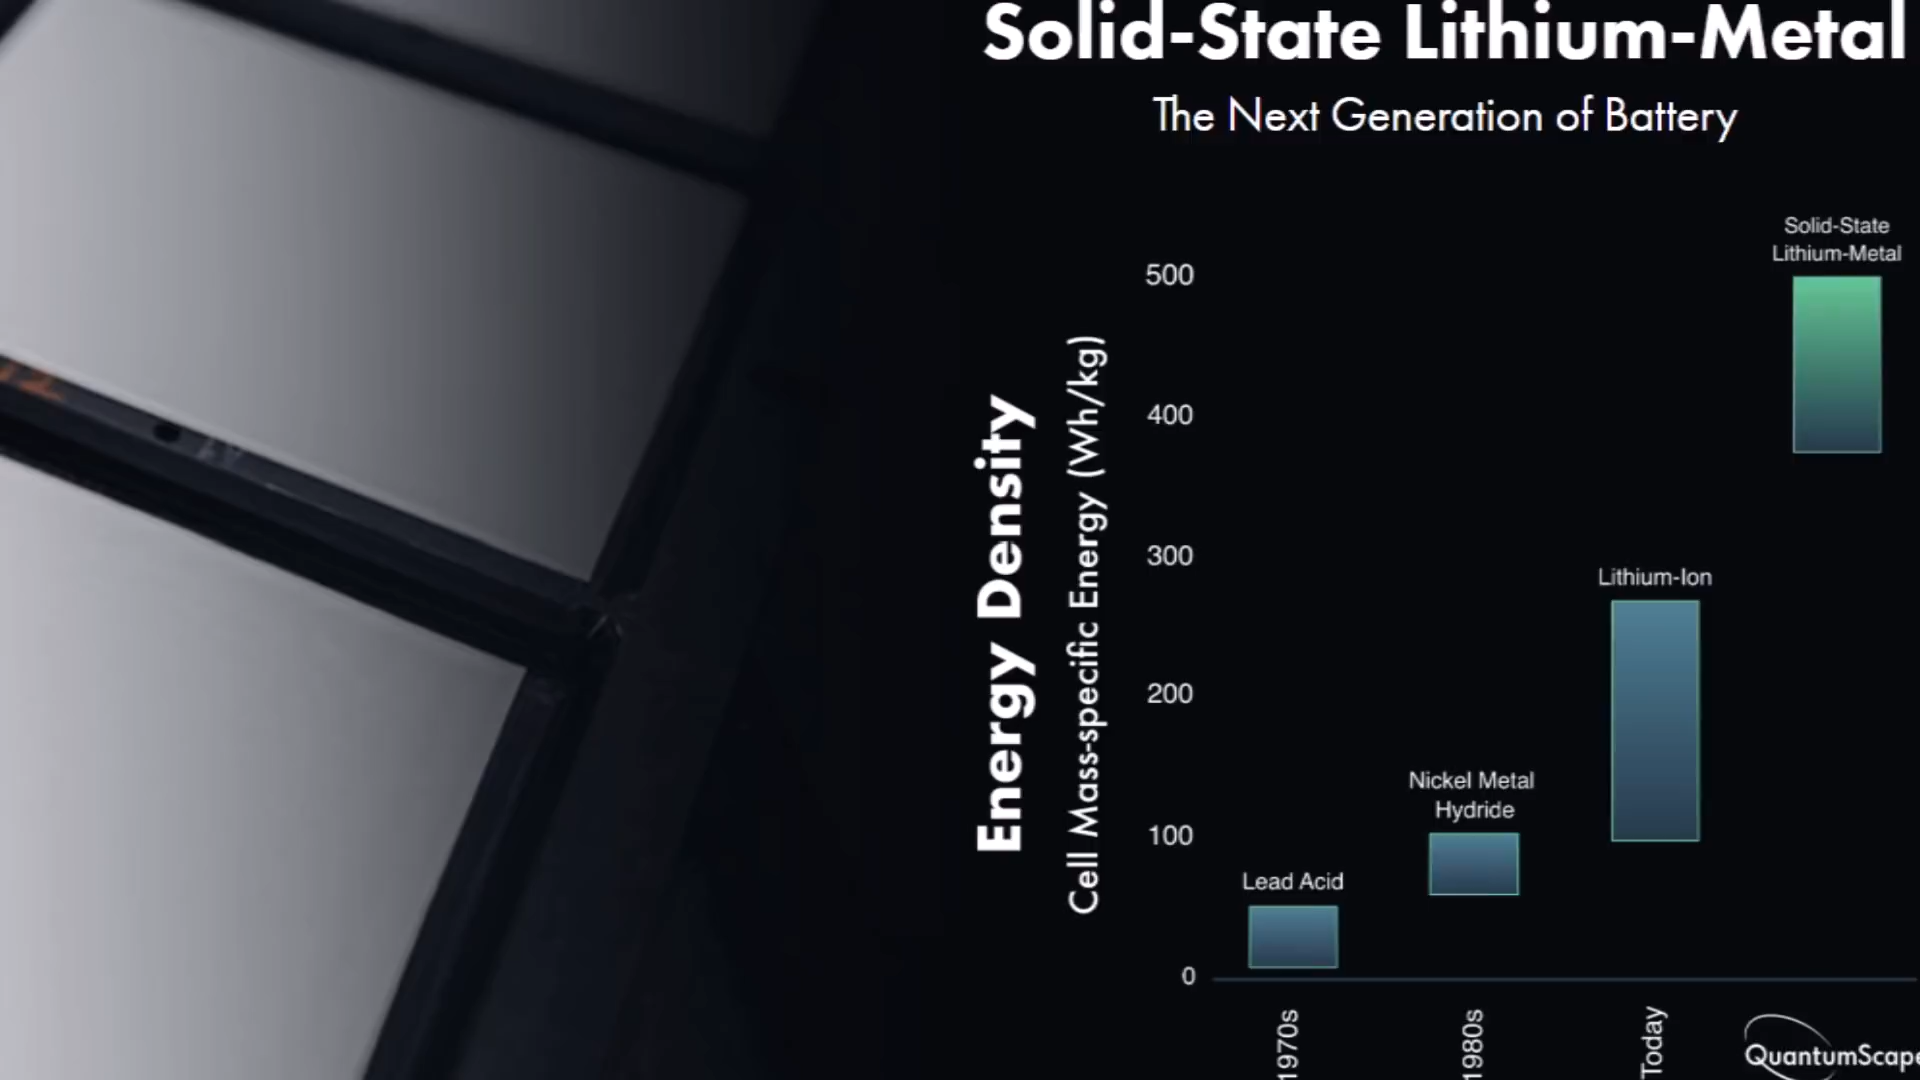 Solid-State Lithium-Metal
The Next Generation of Battery
Energy Density
Cell Mass-specific Energy (Wh/kg)
500
400
300
200
100
0
Lead Acid
Nickel Metal
Hydride
Lithium-Ion
Solid-State
Lithium-Metal
1970s
1980s
Today
QuantumScape